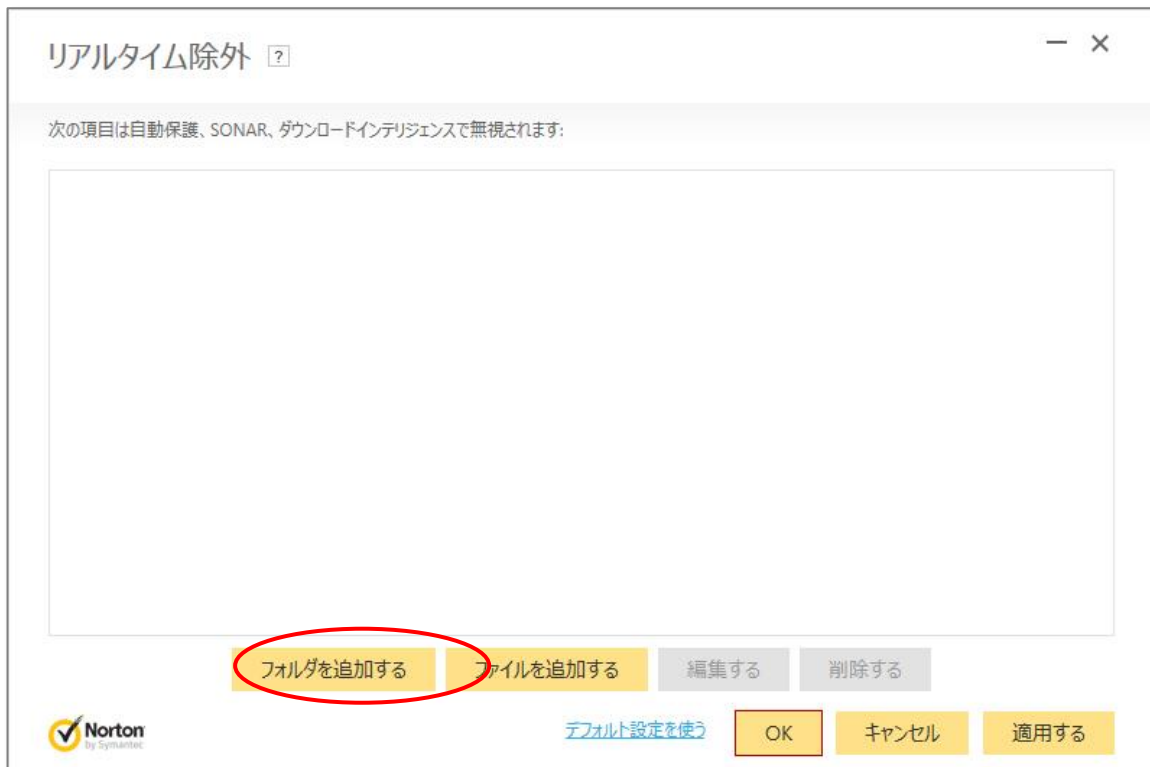 リアルタイム除外 ?
次の項目は自動保護、SONAR、ダウンロードインテリジェンスで無視されます:
フォルダを追加する ファイルを追加する 編集する 削除する
Norton
by Symantec
デフォルト設定を使う OK キャンセル 適用する